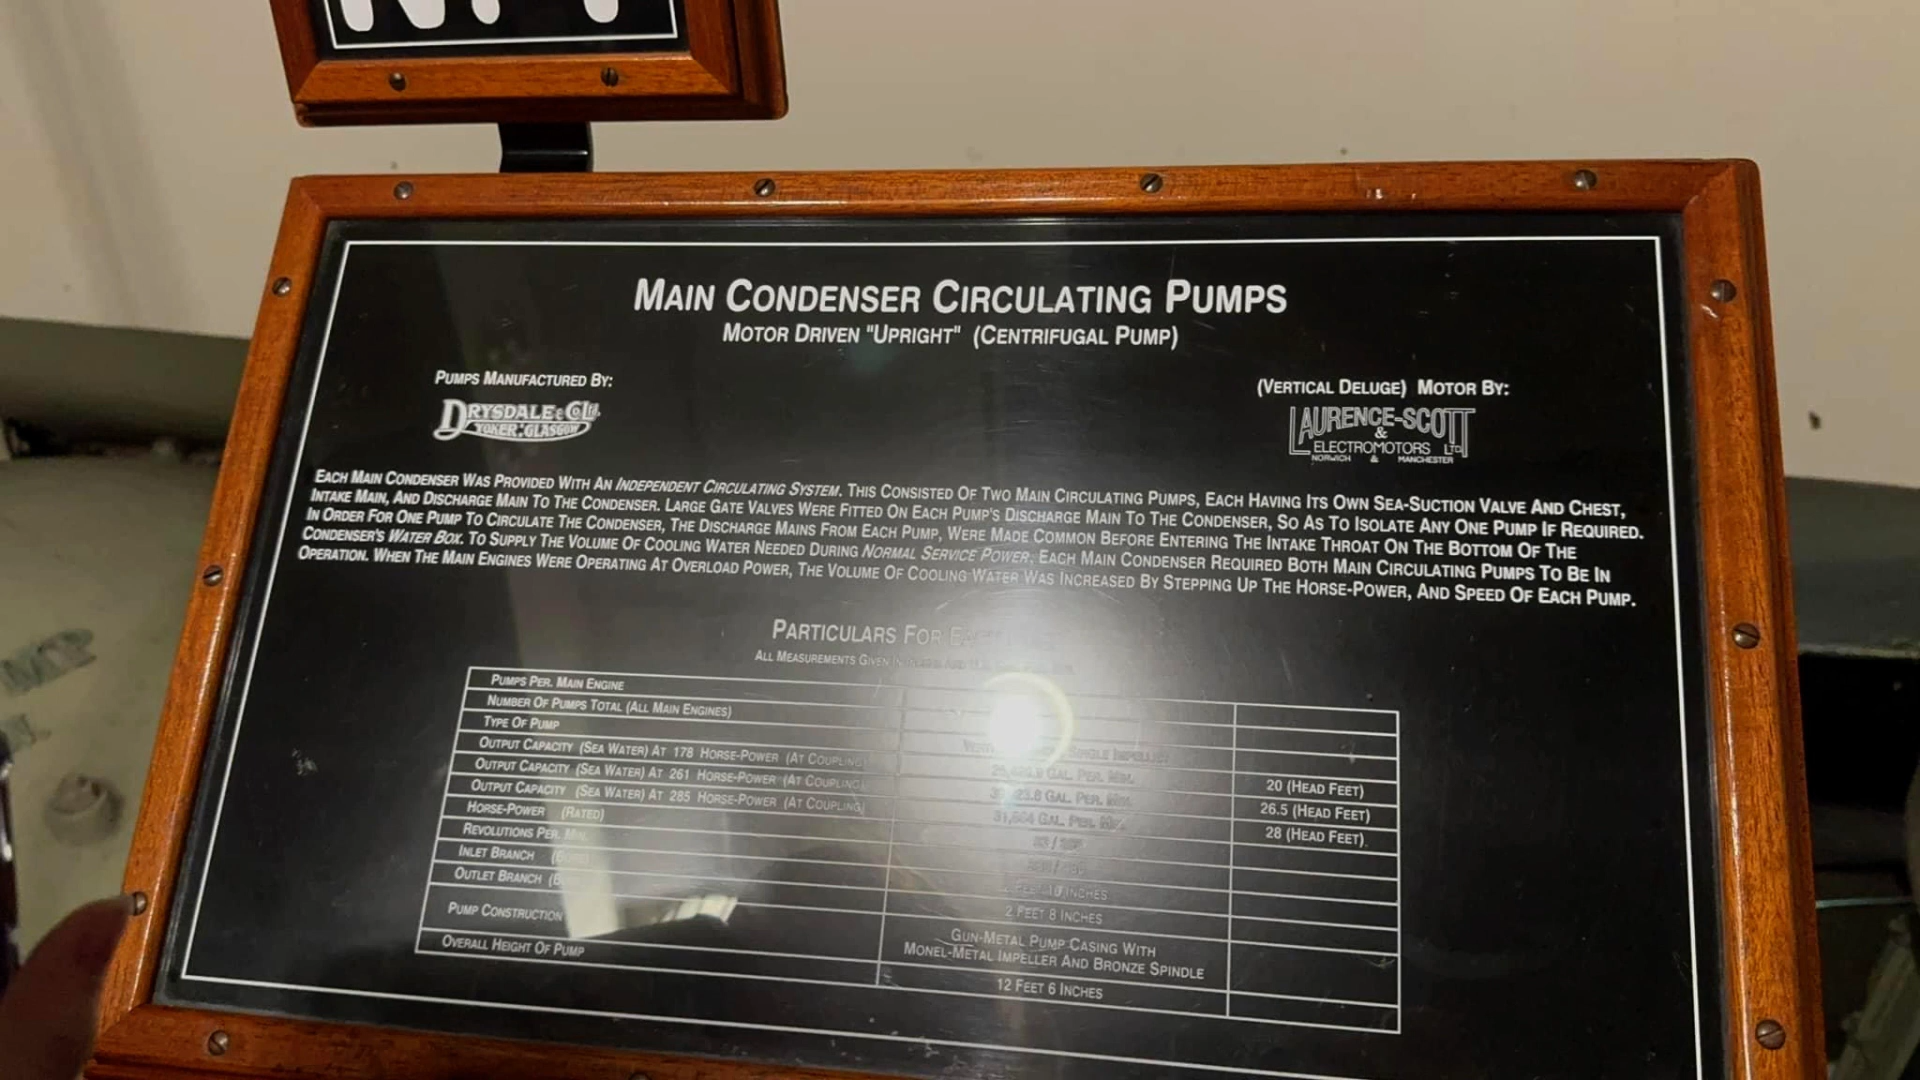 MAIN CONDENSER CIRCULATING PUMPS
MOTOR DRIVEN "UPRIGHT" (CENTRIFUGAL PUMP)
PUMPS MANUFACTURED BY:
DRYSDALE & Co Ltd.
YOKER, GLASGOW
(VERTICAL DELUGE) MOTOR BY:
LAURENCE-SCOTT
&
ELECTROMOTORS LTD
NORWICH & MANCHESTER
EACH MAIN CONDENSER WAS PROVIDED WITH AN INDEPENDENT CIRCULATING SYSTEM. THIS CONSISTED OF TWO MAIN CIRCULATING PUMPS, EACH HAVING ITS OWN SEA-SUCTION VALVE AND CHEST,
INTAKE MAIN, AND DISCHARGE MAIN TO THE CONDENSER. LARGE GATE VALVES WERE FITTED ON EACH PUMP'S DISCHARGE MAIN TO THE CONDENSER, SO AS TO ISOLATE ANY ONE PUMP IF REQUIRED.
IN ORDER FOR ONE PUMP TO CIRCULATE THE CONDENSER, THE DISCHARGE MAINS FROM EACH PUMP, WERE MADE COMMON BEFORE ENTERING THE INTAKE THROAT ON THE BOTTOM OF THE
CONDENSER'S WATER BOX. TO SUPPLY THE VOLUME OF COOLING WATER NEEDED DURING NORMAL SERVICE POWER, EACH MAIN CONDENSER REQUIRED BOTH MAIN CIRCULATING PUMPS TO BE IN
OPERATION. WHEN THE MAIN ENGINES WERE OPERATING AT OVERLOAD POWER, THE VOLUME OF COOLING WATER WAS INCREASED BY STEPPING UP THE HORSE-POWER, AND SPEED OF EACH PUMP.
PARTICULARS FOR
ALL MEASUREMENTS GIVEN IN
PUMPS PER. MAIN ENGINE
NUMBER OF PUMPS TOTAL (ALL MAIN ENGINES)
TYPE OF PUMP SINGLE IMPELLER
OUTPUT CAPACITY (SEA WATER) AT 178 HORSE-POWER (AT COUPLING) GAL. PER. MIN. 20 (HEAD FEET)
OUTPUT CAPACITY (SEA WATER) AT 261 HORSE-POWER (AT COUPLING) GAL. PER. MIN. 26.5 (HEAD FEET)
OUTPUT CAPACITY (SEA WATER) AT 285 HORSE-POWER (AT COUPLING) GAL. PER. 28 (HEAD FEET).
HORSE-POWER (RATED)
REVOLUTIONS PER. MIN.
INLET BRANCH 10 INCHES
OUTLET BRANCH 2 FEET 8 INCHES
PUMP CONSTRUCTION GUN-METAL PUMP CASING WITH
MONEL-METAL IMPELLER AND BRONZE SPINDLE
OVERALL HEIGHT OF PUMP 12 FEET 6 INCHES